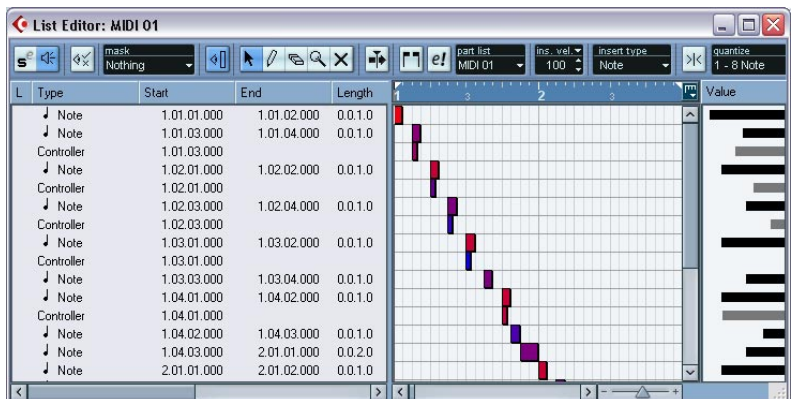 List Editor: MIDI 01
mask part list ins. vel. insert type quantize
Nothing MIDI 01 100 Note 1 - 8 Note
L Type Start End Length 1 3 2 3 Value
Note 1.01.01.000 1.01.02.000 0.0.1.0
Note 1.01.03.000 1.01.04.000 0.0.1.0
Controller 1.01.03.000
Note 1.02.01.000 1.02.02.000 0.0.1.0
Controller 1.02.01.000
Note 1.02.03.000 1.02.04.000 0.0.1.0
Controller 1.02.03.000
Note 1.03.01.000 1.03.02.000 0.0.1.0
Controller 1.03.01.000
Note 1.03.03.000 1.03.04.000 0.0.1.0
Note 1.04.01.000 1.04.02.000 0.0.1.0
Controller 1.04.01.000
Note 1.04.02.000 1.04.03.000 0.0.1.0
Note 1.04.03.000 2.01.01.000 0.0.2.0
Note 2.01.01.000 2.01.02.000 0.0.1.0